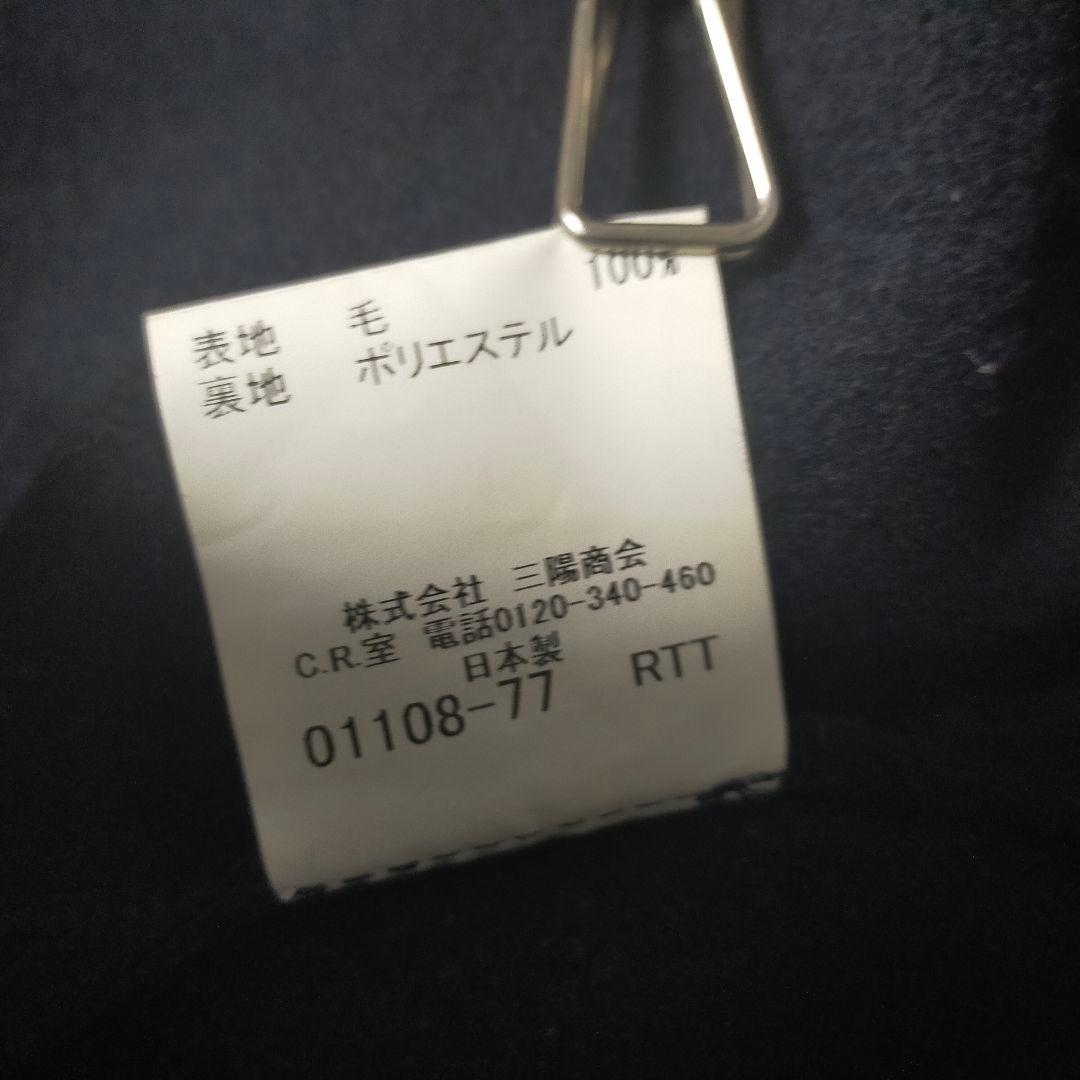 表地 毛 100%
裏地 ポリエステル
株式会社 三陽商会
C.R.室 電話0120-340-460
日本製
01108-77 RTT